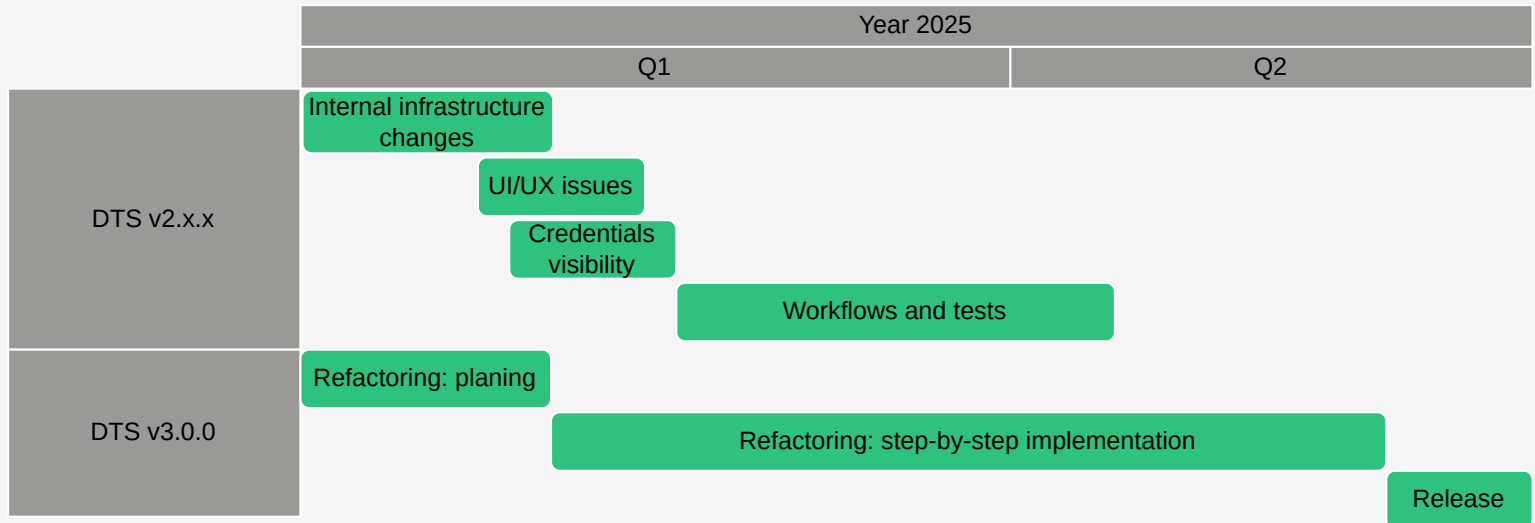 Year 2025
Q1
Q2
DTS v2.x.x
Internal infrastructure
changes
UI/UX issues
Credentials
visibility
Workflows and tests
DTS v3.0.0
Refactoring: planing
Refactoring: step-by-step implementation
Release